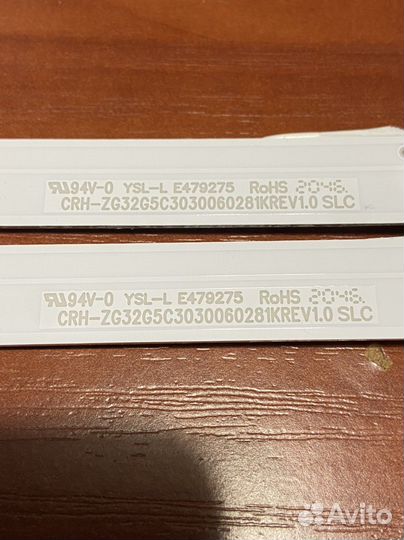 94V-0 YSL-L E479275 RoHS 2046.
CRH-ZG32G5C3030060281KREV1.0 SLC
94V-0 YSL-L E479275 RoHS 2046.
CRH-ZG32G5C3030060281KREV1.0 SLC
Avito